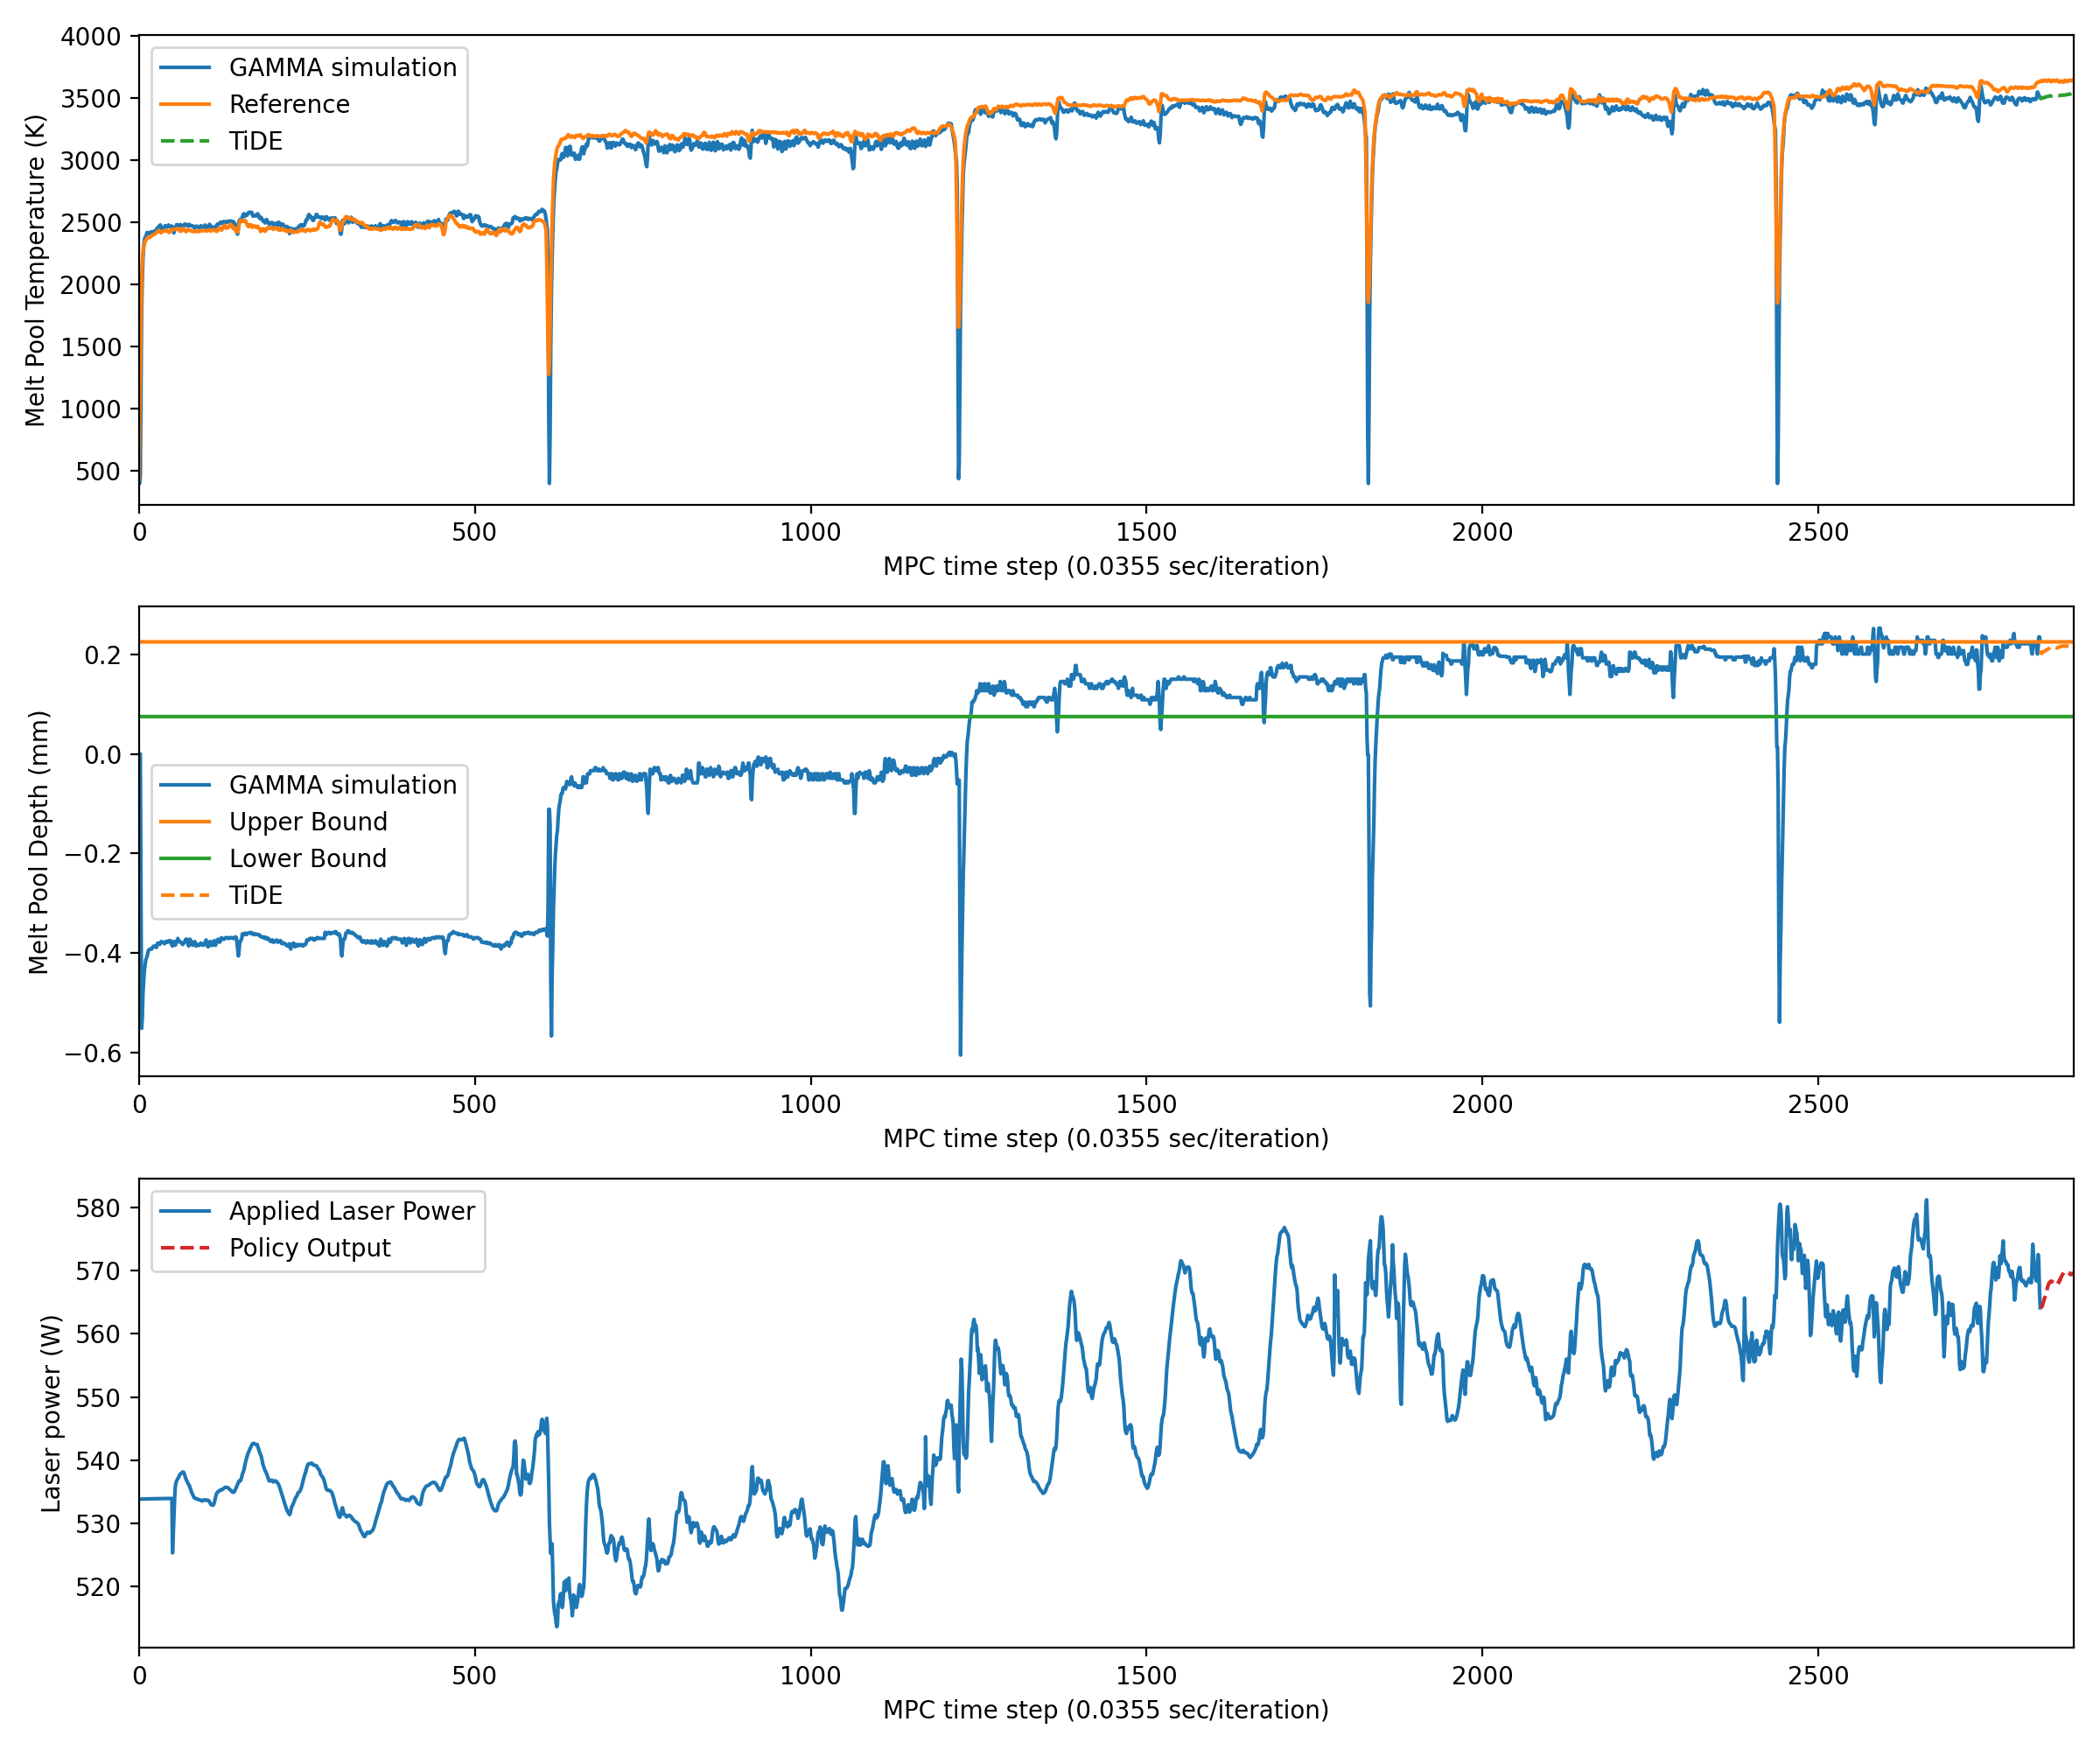 4000
3500
3000
2500
2000
1500
1000
500
Melt Pool Temperature (K)
GAMMA simulation
Reference
TiDE
0 500 1000 1500 2000 2500
MPC time step (0.0355 sec/iteration)
0.2
0.0
−0.2
−0.4
−0.6
Melt Pool Depth (mm)
GAMMA simulation
Upper Bound
Lower Bound
TiDE
0 500 1000 1500 2000 2500
MPC time step (0.0355 sec/iteration)
580
570
560
550
540
530
520
Laser power (W)
Applied Laser Power
Policy Output
0 500 1000 1500 2000 2500
MPC time step (0.0355 sec/iteration)